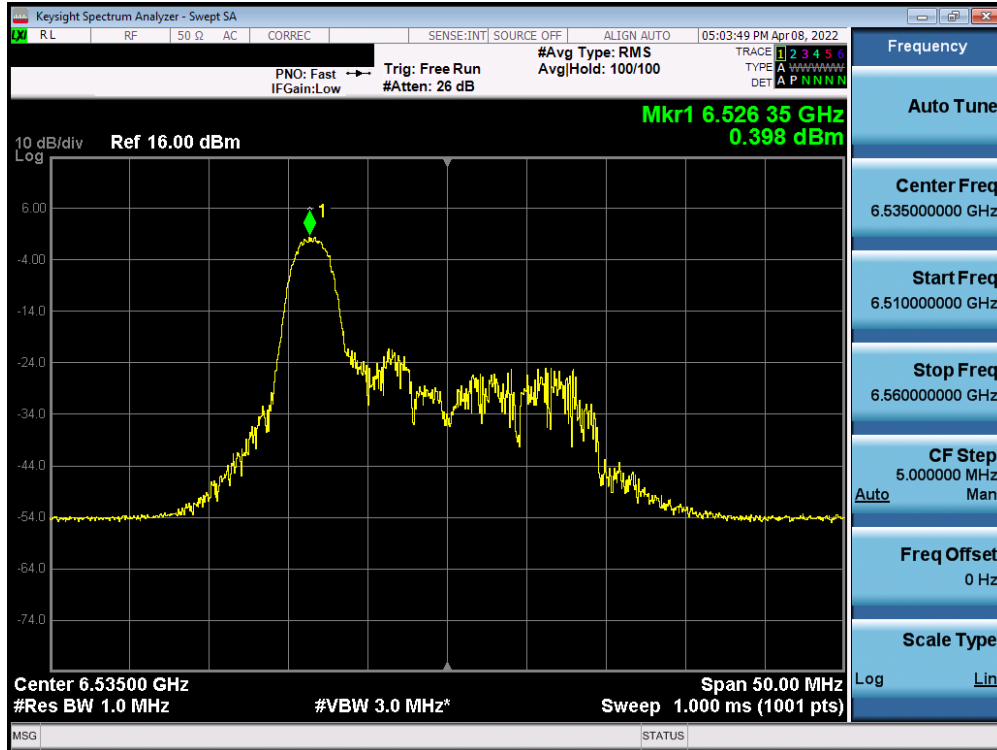 Keysight Spectrum Analyzer - Swept SA
LXI RL RF 50 Ω AC CORREC SENSE:INT SOURCE OFF ALIGN AUTO 05:03:49 PM Apr 08, 2022
PNO: Fast
IFGain:Low
Trig: Free Run
#Atten: 26 dB
#Avg Type: RMS
Avg|Hold: 100/100
TRACE 1 2 3 4 5 6
TYPE A WWWWW
DET A P N N N N
Mkr1 6.526 35 GHz
0.398 dBm
10 dB/div Ref 16.00 dBm
Log
1
6.00
-4.00
-14.0
-24.0
-34.0
-44.0
-54.0
-64.0
-74.0
Center 6.53500 GHz Span 50.00 MHz
#Res BW 1.0 MHz #VBW 3.0 MHz* Sweep 1.000 ms (1001 pts)
MSG STATUS
Frequency
Auto Tune
Center Freq
6.535000000 GHz
Start Freq
6.510000000 GHz
Stop Freq
6.560000000 GHz
CF Step
5.000000 MHz
Auto Man
Freq Offset
0 Hz
Scale Type
Log Lin